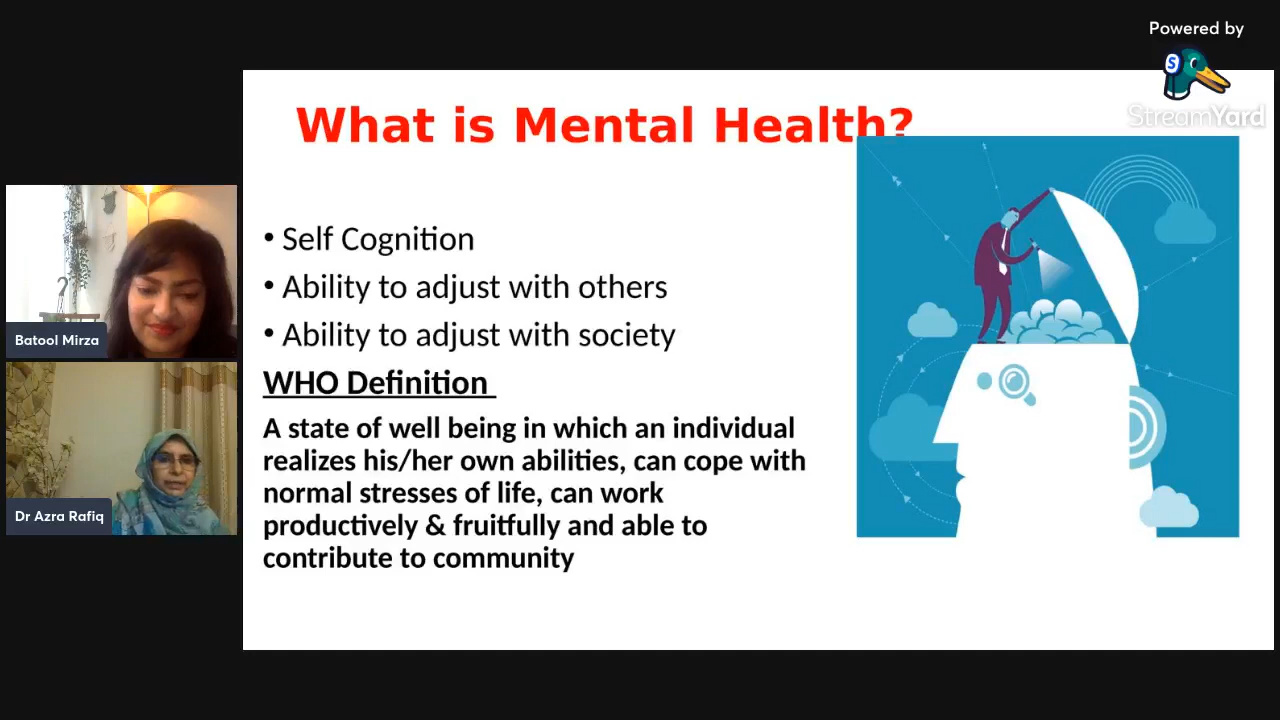 Powered by
S
StreamYard
What is Mental Health?
• Self Cognition
• Ability to adjust with others
• Ability to adjust with society
WHO Definition
A state of well being in which an individual
realizes his/her own abilities, can cope with
normal stresses of life, can work
productively & fruitfully and able to
contribute to community
Batool Mirza
Dr Azra Rafiq